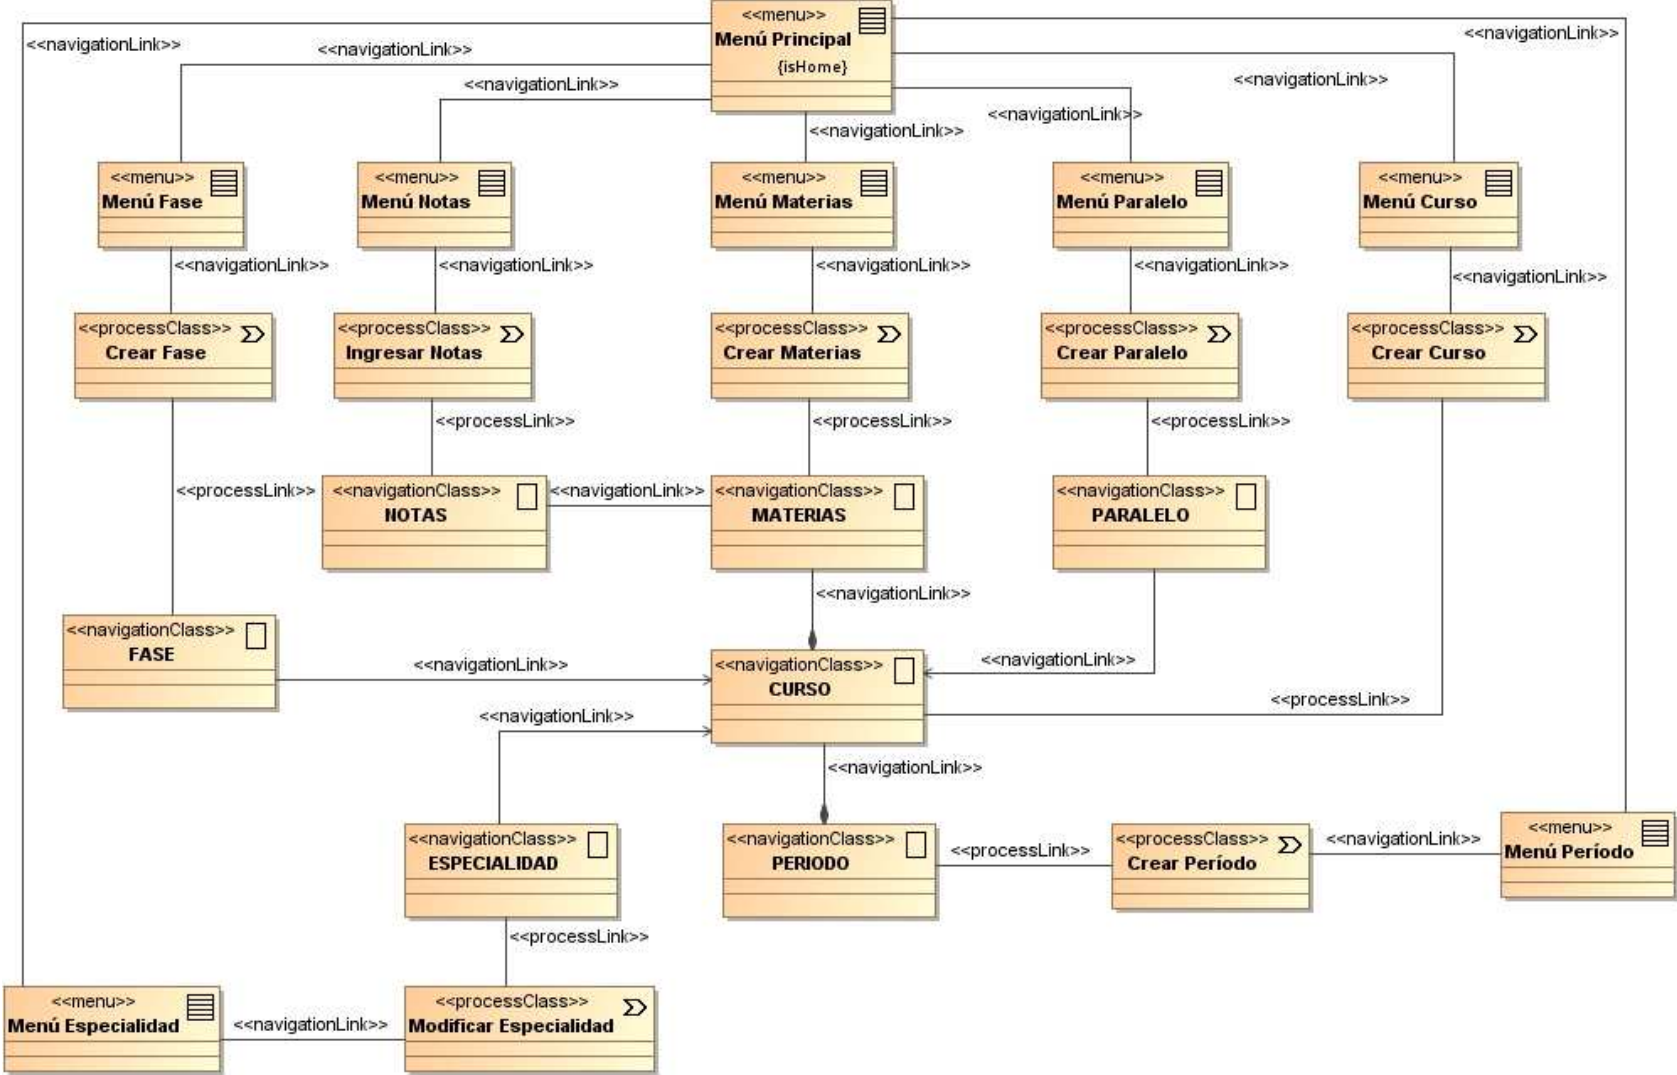 <<menu>>
Menú Principal
{isHome}
<<navigationLink>>
<<navigationLink>>
<<navigationLink>>
<<navigationLink>>
<<navigationLink>>
<<navigationLink>>
<<navigationLink>>
<<menu>>
Menú Fase
<<menu>>
Menú Notas
<<menu>>
Menú Materias
<<menu>>
Menú Paralelo
<<menu>>
Menú Curso
<<navigationLink>>
<<navigationLink>>
<<navigationLink>>
<<navigationLink>>
<<navigationLink>>
<<processClass>>
Crear Fase
<<processClass>>
Ingresar Notas
<<processClass>>
Crear Materias
<<processClass>>
Crear Paralelo
<<processClass>>
Crear Curso
<<processLink>>
<<processLink>>
<<processLink>>
<<processLink>>
<<navigationClass>>
NOTAS
<<navigationLink>>
<<navigationClass>>
MATERIAS
<<navigationClass>>
PARALELO
<<navigationLink>>
<<navigationClass>>
FASE
<<navigationLink>>
<<navigationClass>>
CURSO
<<navigationLink>>
<<processLink>>
<<navigationLink>>
<<navigationLink>>
<<navigationClass>>
ESPECIALIDAD
<<navigationClass>>
PERIODO
<<processLink>>
<<processClass>>
Crear Período
<<navigationLink>>
<<menu>>
Menú Período
<<processLink>>
<<menu>>
Menú Especialidad
<<navigationLink>>
<<processClass>>
Modificar Especialidad